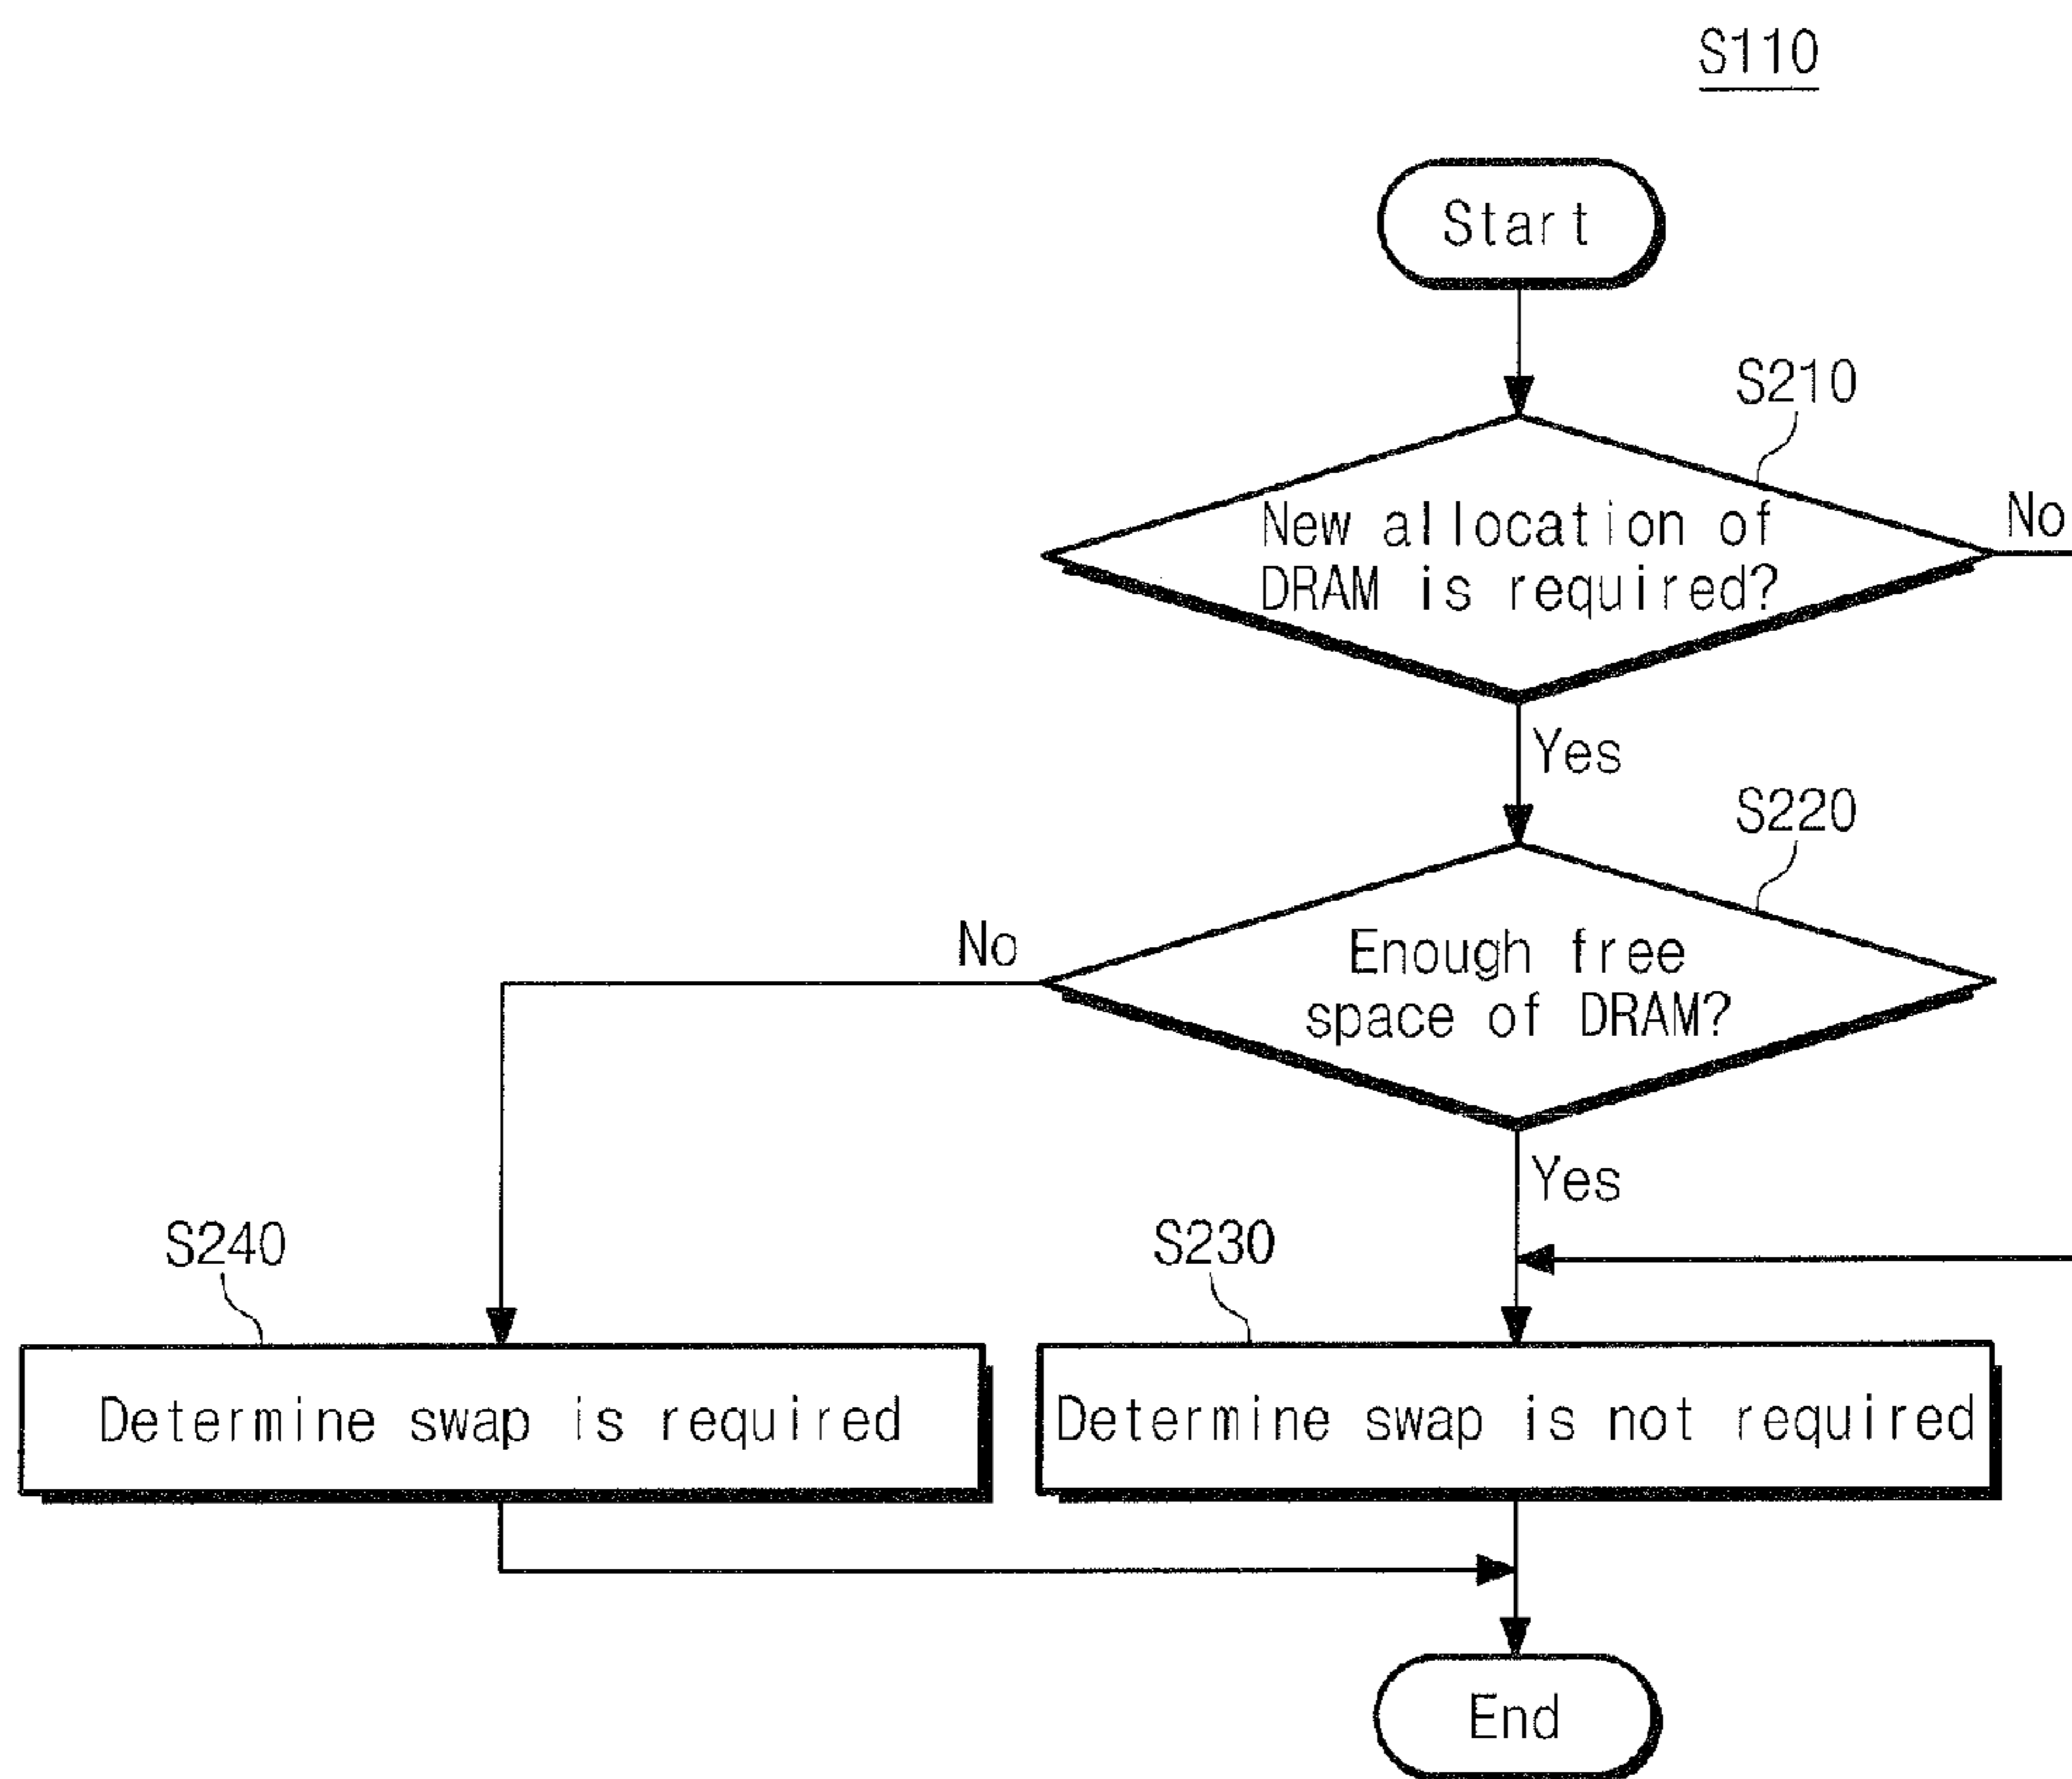 S110
Start
S210
New allocation of
DRAM is required?
No
Yes
S220
Enough free
space of DRAM?
No
Yes
S240
S230
Determine swap is required
Determine swap is not required
End